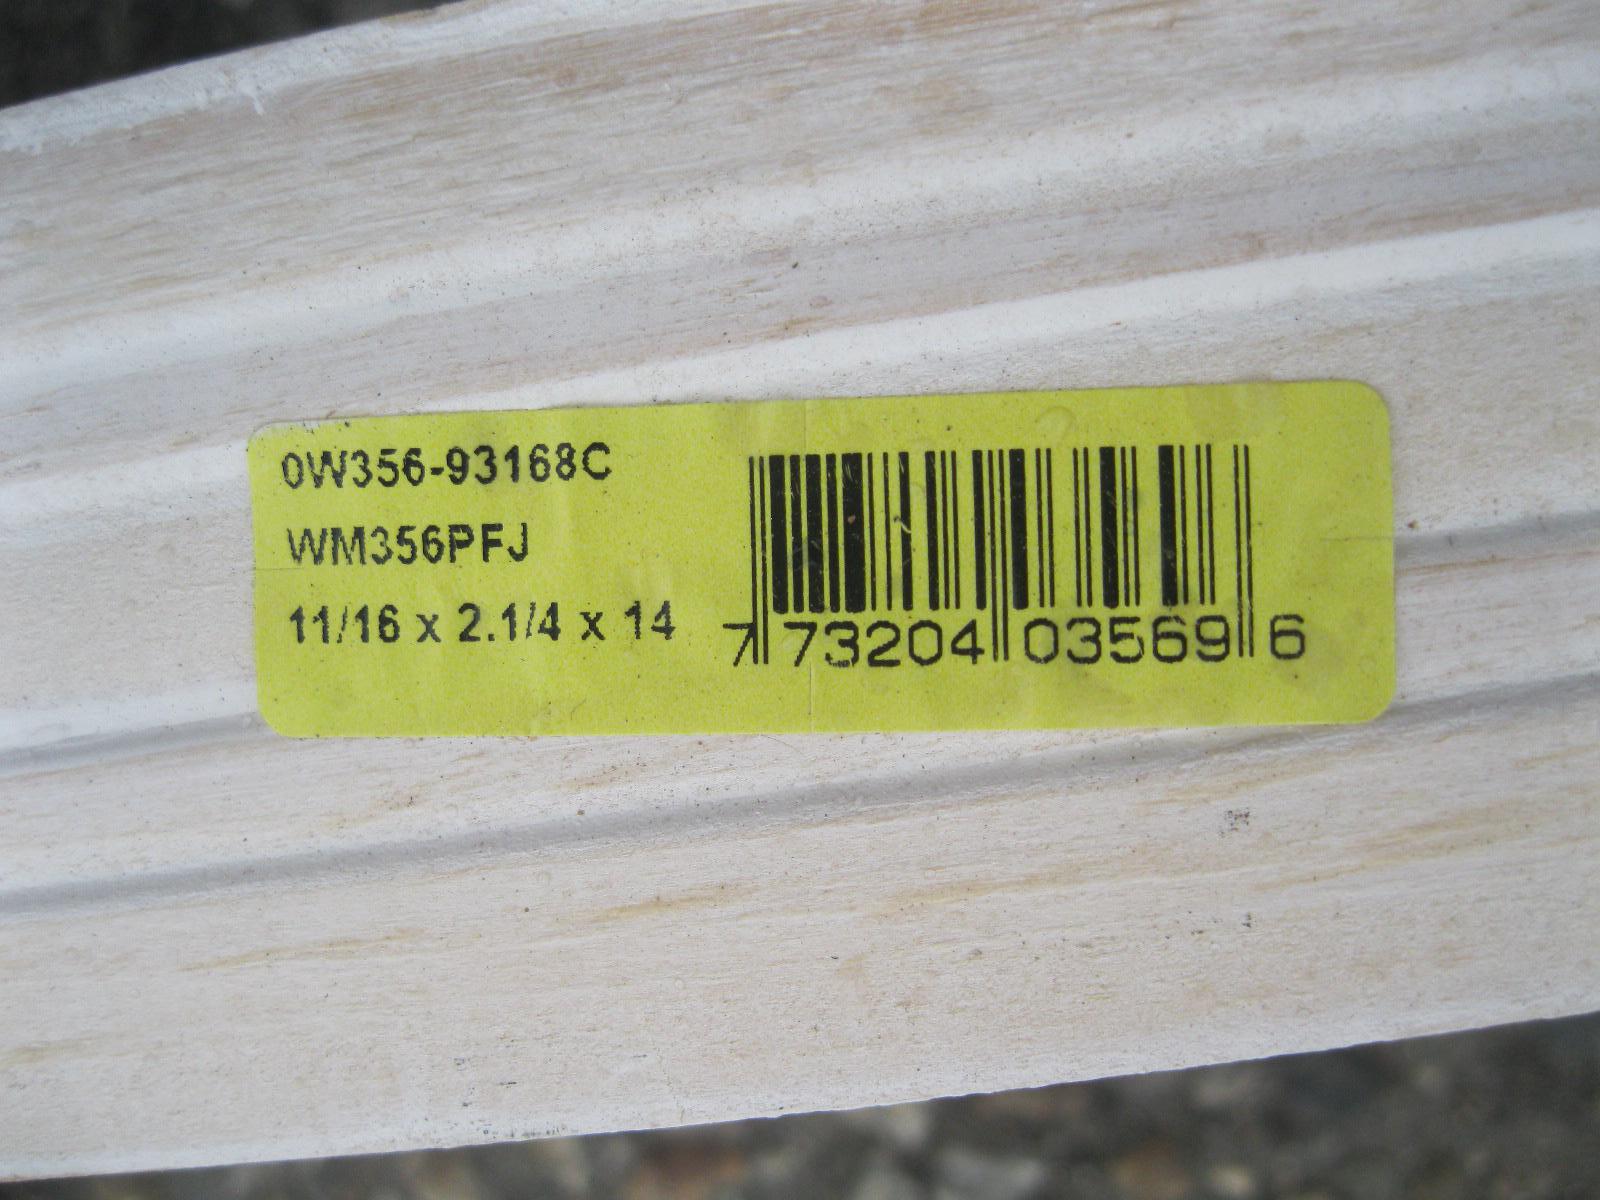 0W356-93168C
WM356PFJ
11/16 x 2.1/4 x 14
7 73204 03569 6